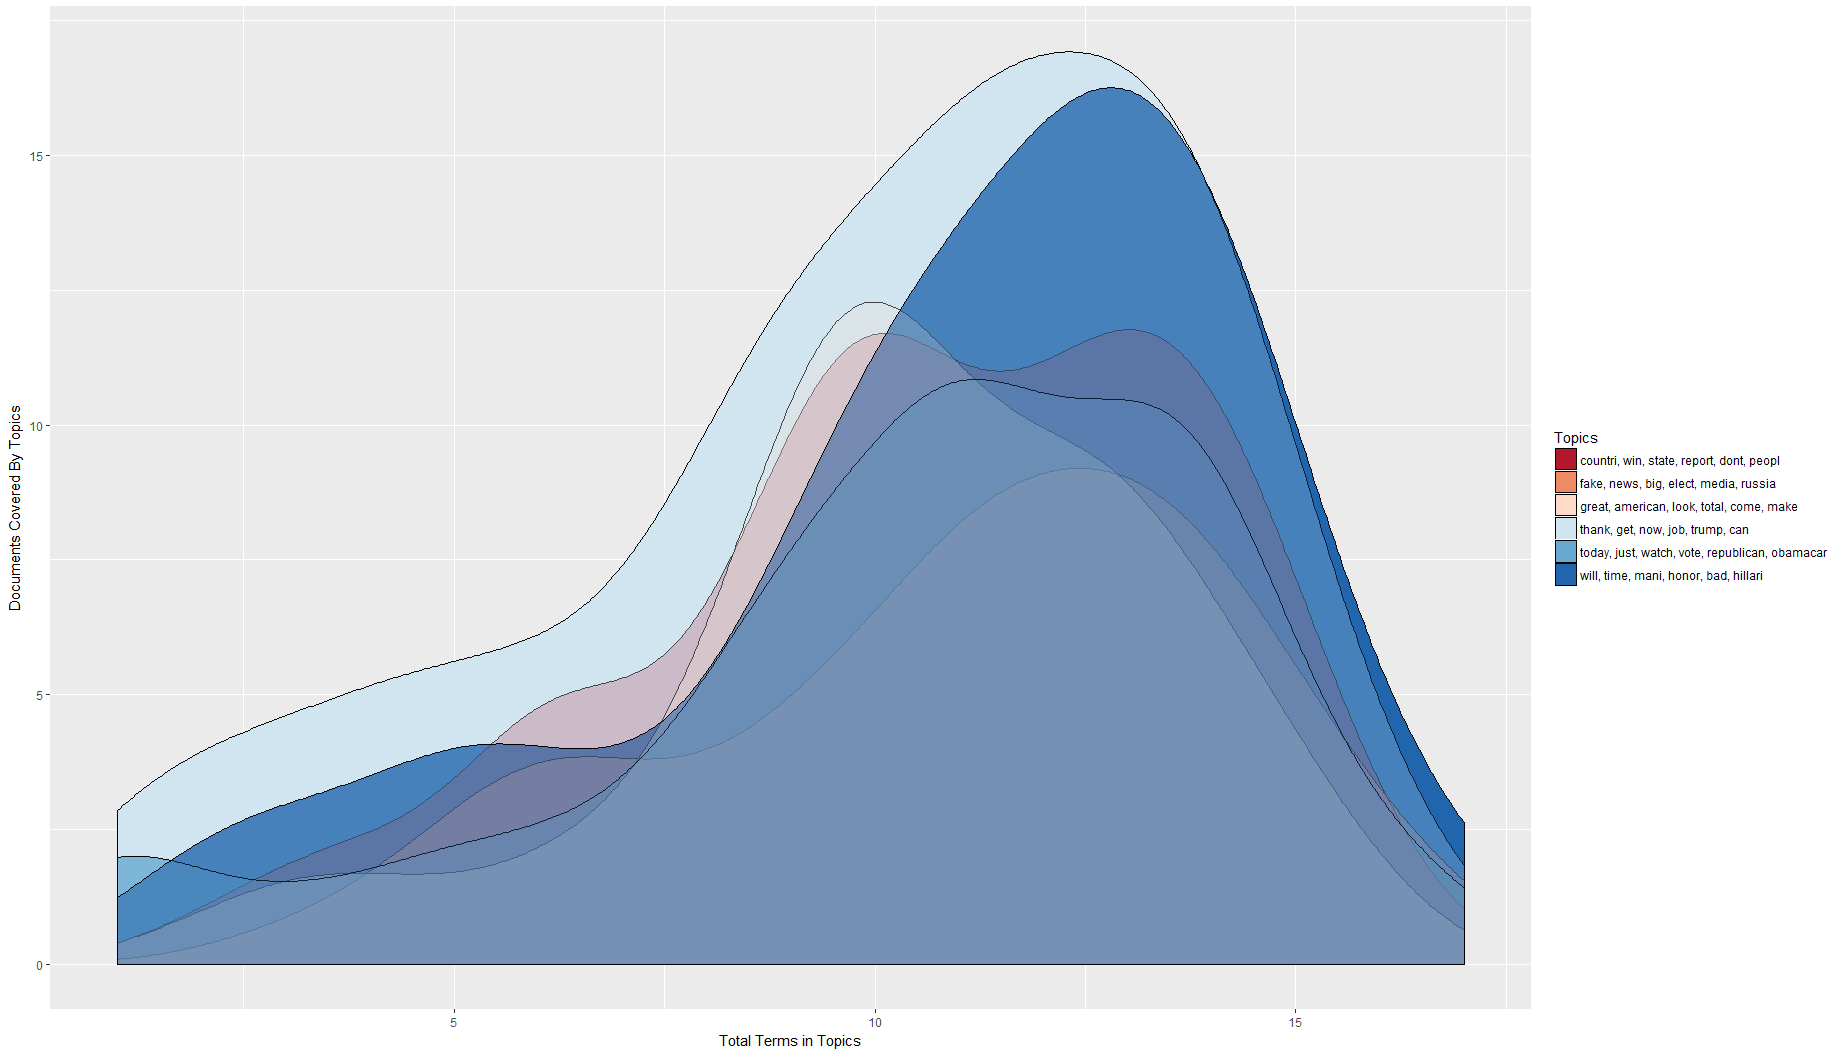 15
10
5
0
Documents Covered By Topics
5
10
15
Total Terms in Topics
Topics
countri, win, state, report, dont, peopl
fake, news, big, elect, media, russia
great, american, look, total, come, make
thank, get, now, job, trump, can
today, just, watch, vote, republican, obamacar
will, time, mani, honor, bad, hillari